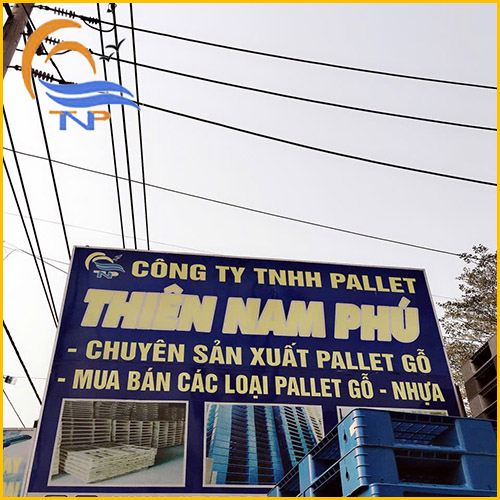 TNP
TNP
CÔNG TY TNHH PALLET
THIÊN NAM PHÚ
- CHUYÊN SẢN XUẤT PALLET GỖ
- MUA BÁN CÁC LOẠI PALLET GỖ - NHỰA